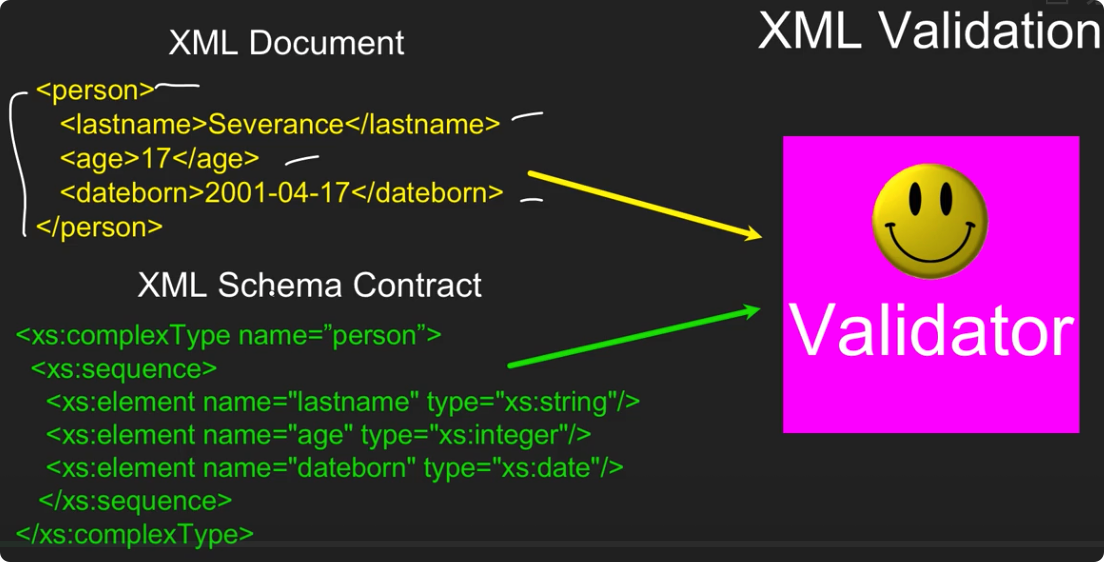 XML Validation
XML Document
<person>
<lastname>Severance</lastname>
<age>17</age>
<dateborn>2001-04-17</dateborn>
</person>
XML Schema Contract
<xs:complexType name=”person”>
<xs:sequence>
<xs:element name="lastname" type="xs:string"/>
<xs:element name="age" type="xs:integer"/>
<xs:element name="dateborn" type="xs:date"/>
</xs:sequence>
</xs:complexType>
Validator